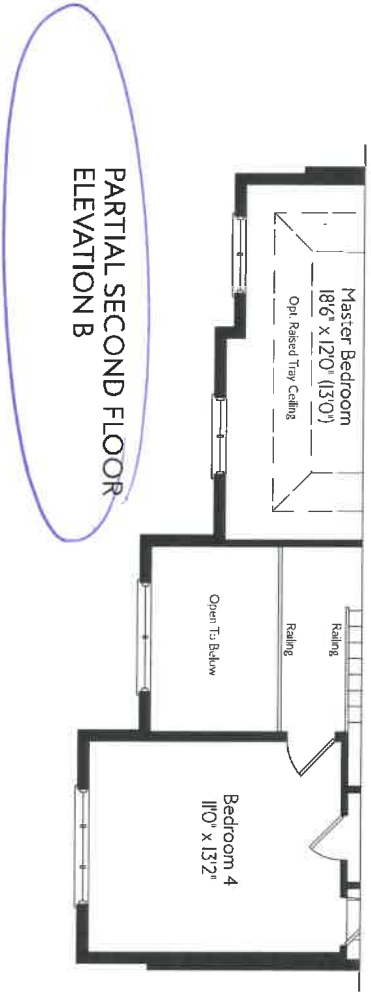 Master Bedroom
18'6" x 12'0" (13'0")
Opt. Raised Tray Ceiling
Railing
Railing
Open To Below
Bedroom 4
11'0" x 13'2"
PARTIAL SECOND FLOOR
ELEVATION B